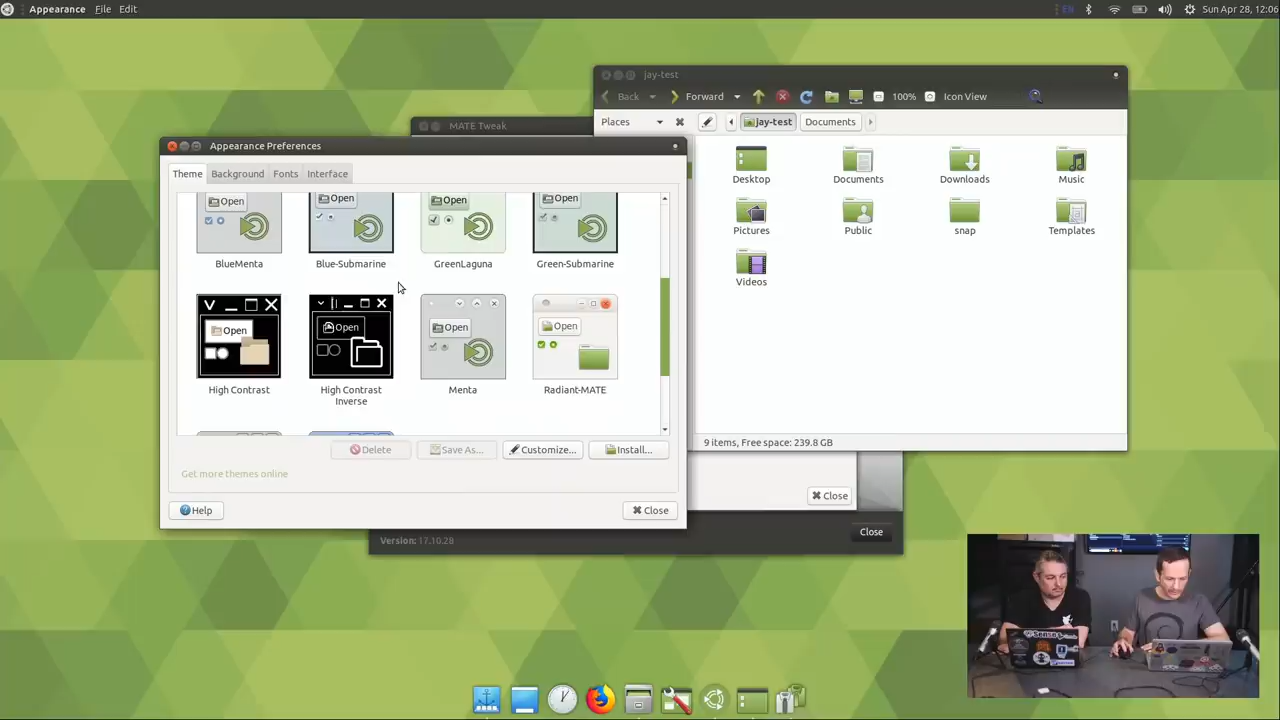 Appearance File Edit
EN Sun Apr 28, 12:06
jay-test
Back Forward 100% Icon View
Places jay-test Documents
MATE Tweak
Appearance Preferences
Theme Background Fonts Interface
Open Open Open Open
BlueMenta Blue-Submarine GreenLaguna Green-Submarine
Open Open Open Open
High Contrast High Contrast Inverse Menta Radiant-MATE
Delete Save As... Customize... Install...
Get more themes online
Help Close
Desktop Documents Downloads Music
Pictures Public snap Templates
Videos
9 items, Free space: 239.8 GB
Close
Version: 17.10.28
Close